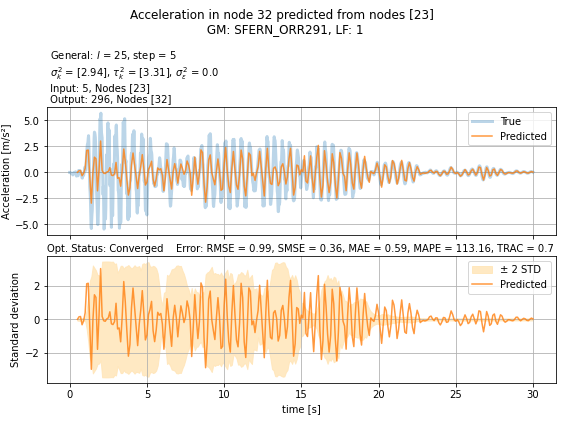 Acceleration in node 32 predicted from nodes [23]
GM: SFERN_ORR291, LF: 1
General: l = 25, step = 5
σ²ₖ = [2.94], τ²ₖ = [3.31], σ²ₑ = 0.0
Input: 5, Nodes [23]
Output: 296, Nodes [32]
Acceleration [m/s²]
5.0
2.5
0.0
−2.5
−5.0
True
Predicted
Opt. Status: Converged Error: RMSE = 0.99, SMSE = 0.36, MAE = 0.59, MAPE = 113.16, TRAC = 0.7
Standard deviation
2
0
−2
± 2 STD
Predicted
0 5 10 15 20 25 30
time [s]